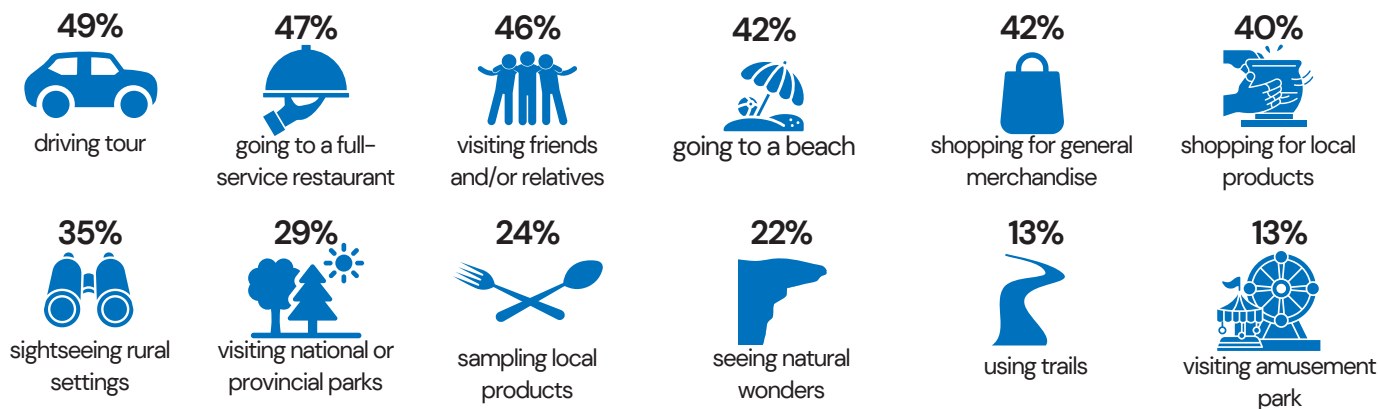 49%
driving tour
47%
going to a full-
service restaurant
46%
visiting friends
and/or relatives
42%
going to a beach
42%
shopping for general
merchandise
40%
shopping for local
products
35%
sightseeing rural
settings
29%
visiting national or
provincial parks
24%
sampling local
products
22%
seeing natural
wonders
13%
using trails
13%
visiting amusement
park